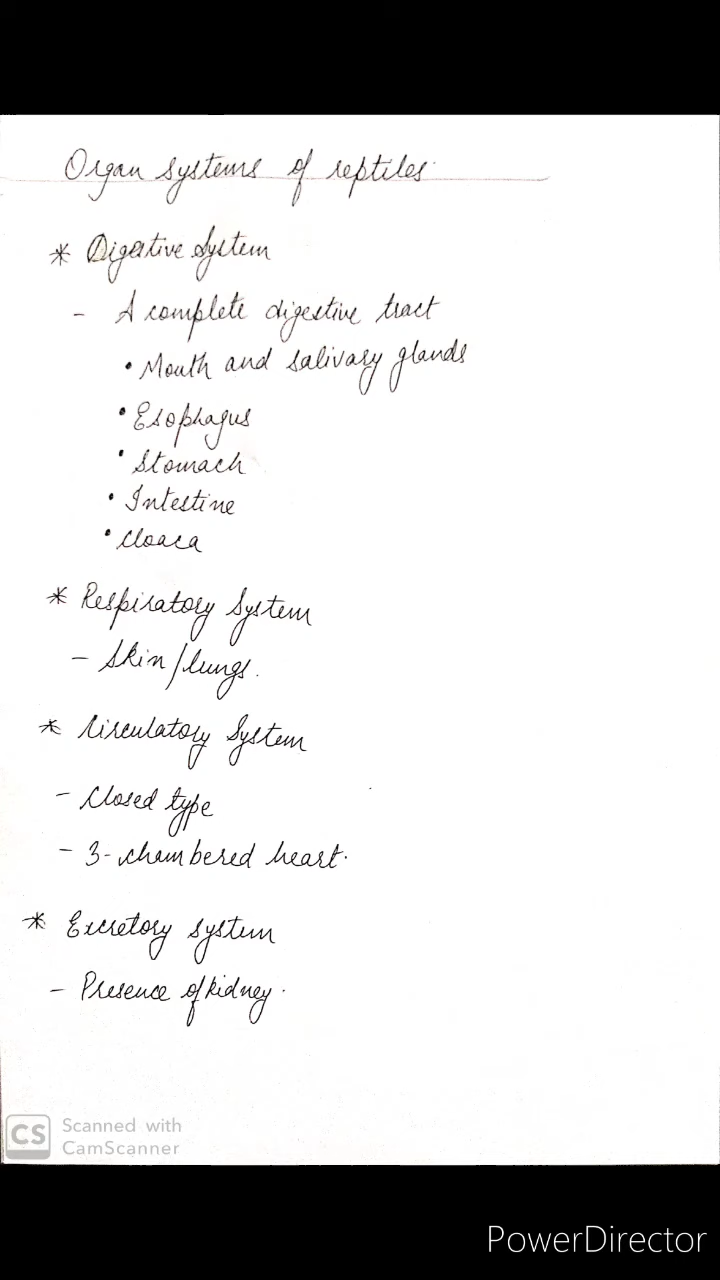 Organ systems of reptiles.
* Digestive System
- A complete digestive tract
• Mouth and salivary glands
• Esophagus
• Stomach
• Intestine
• Cloaca
* Respiratory System
- Skin/lungs.
* Circulatory System
- Closed type
- 3-chambered heart.
* Excretory system
- Presence of kidney.
CS Scanned with
CamScanner
PowerDirector